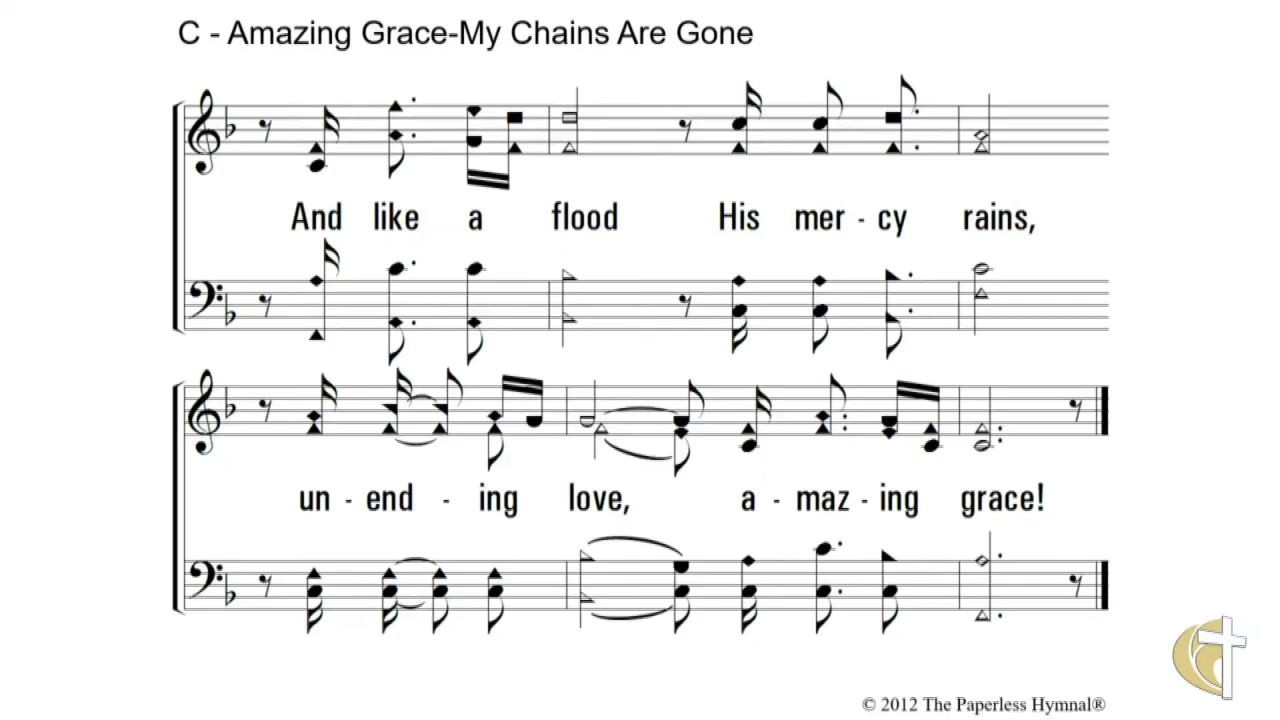 C - Amazing Grace-My Chains Are Gone
And like a flood His mer - cy rains,
un - end - ing love, a - maz - ing grace!
© 2012 The Paperless Hymnal®